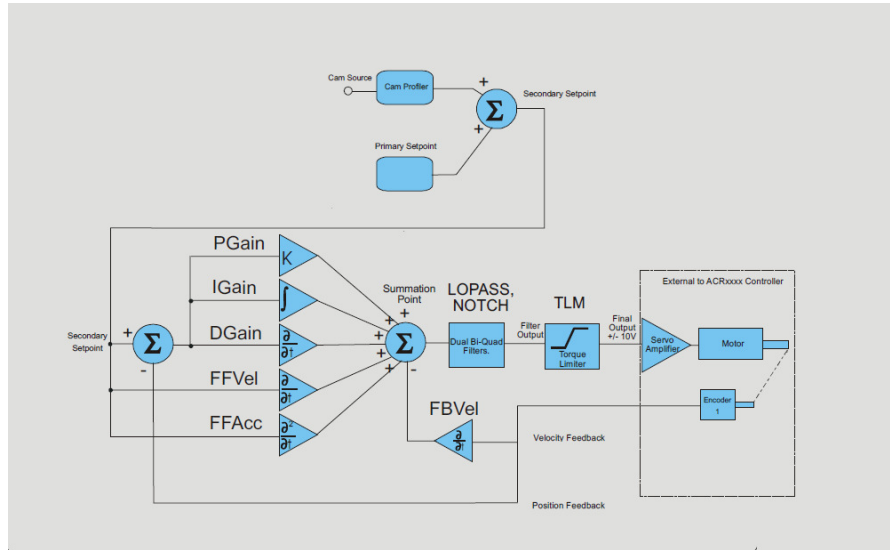 Cam Source
Cam Profiler
+
Secondary Setpoint
Σ
+
Primary Setpoint
PGain
K
IGain
∫
DGain
∂
∂t
FFVel
∂
∂t
FFAcc
∂²
∂t
Secondary
Setpoint
+
Σ
-
Summation
Point
+
+
+
+
+
Σ
-
LOPASS,
NOTCH
Dual Bi-Quad
Filters.
Filter
Output
TLM
Torque
Limiter
Final
Output
+/- 10V
External to ACRxxxx Controller
Servo
Amplifier
Motor
Encoder
1
FBVel
∂
∂t
Velocity Feedback
Position Feedback